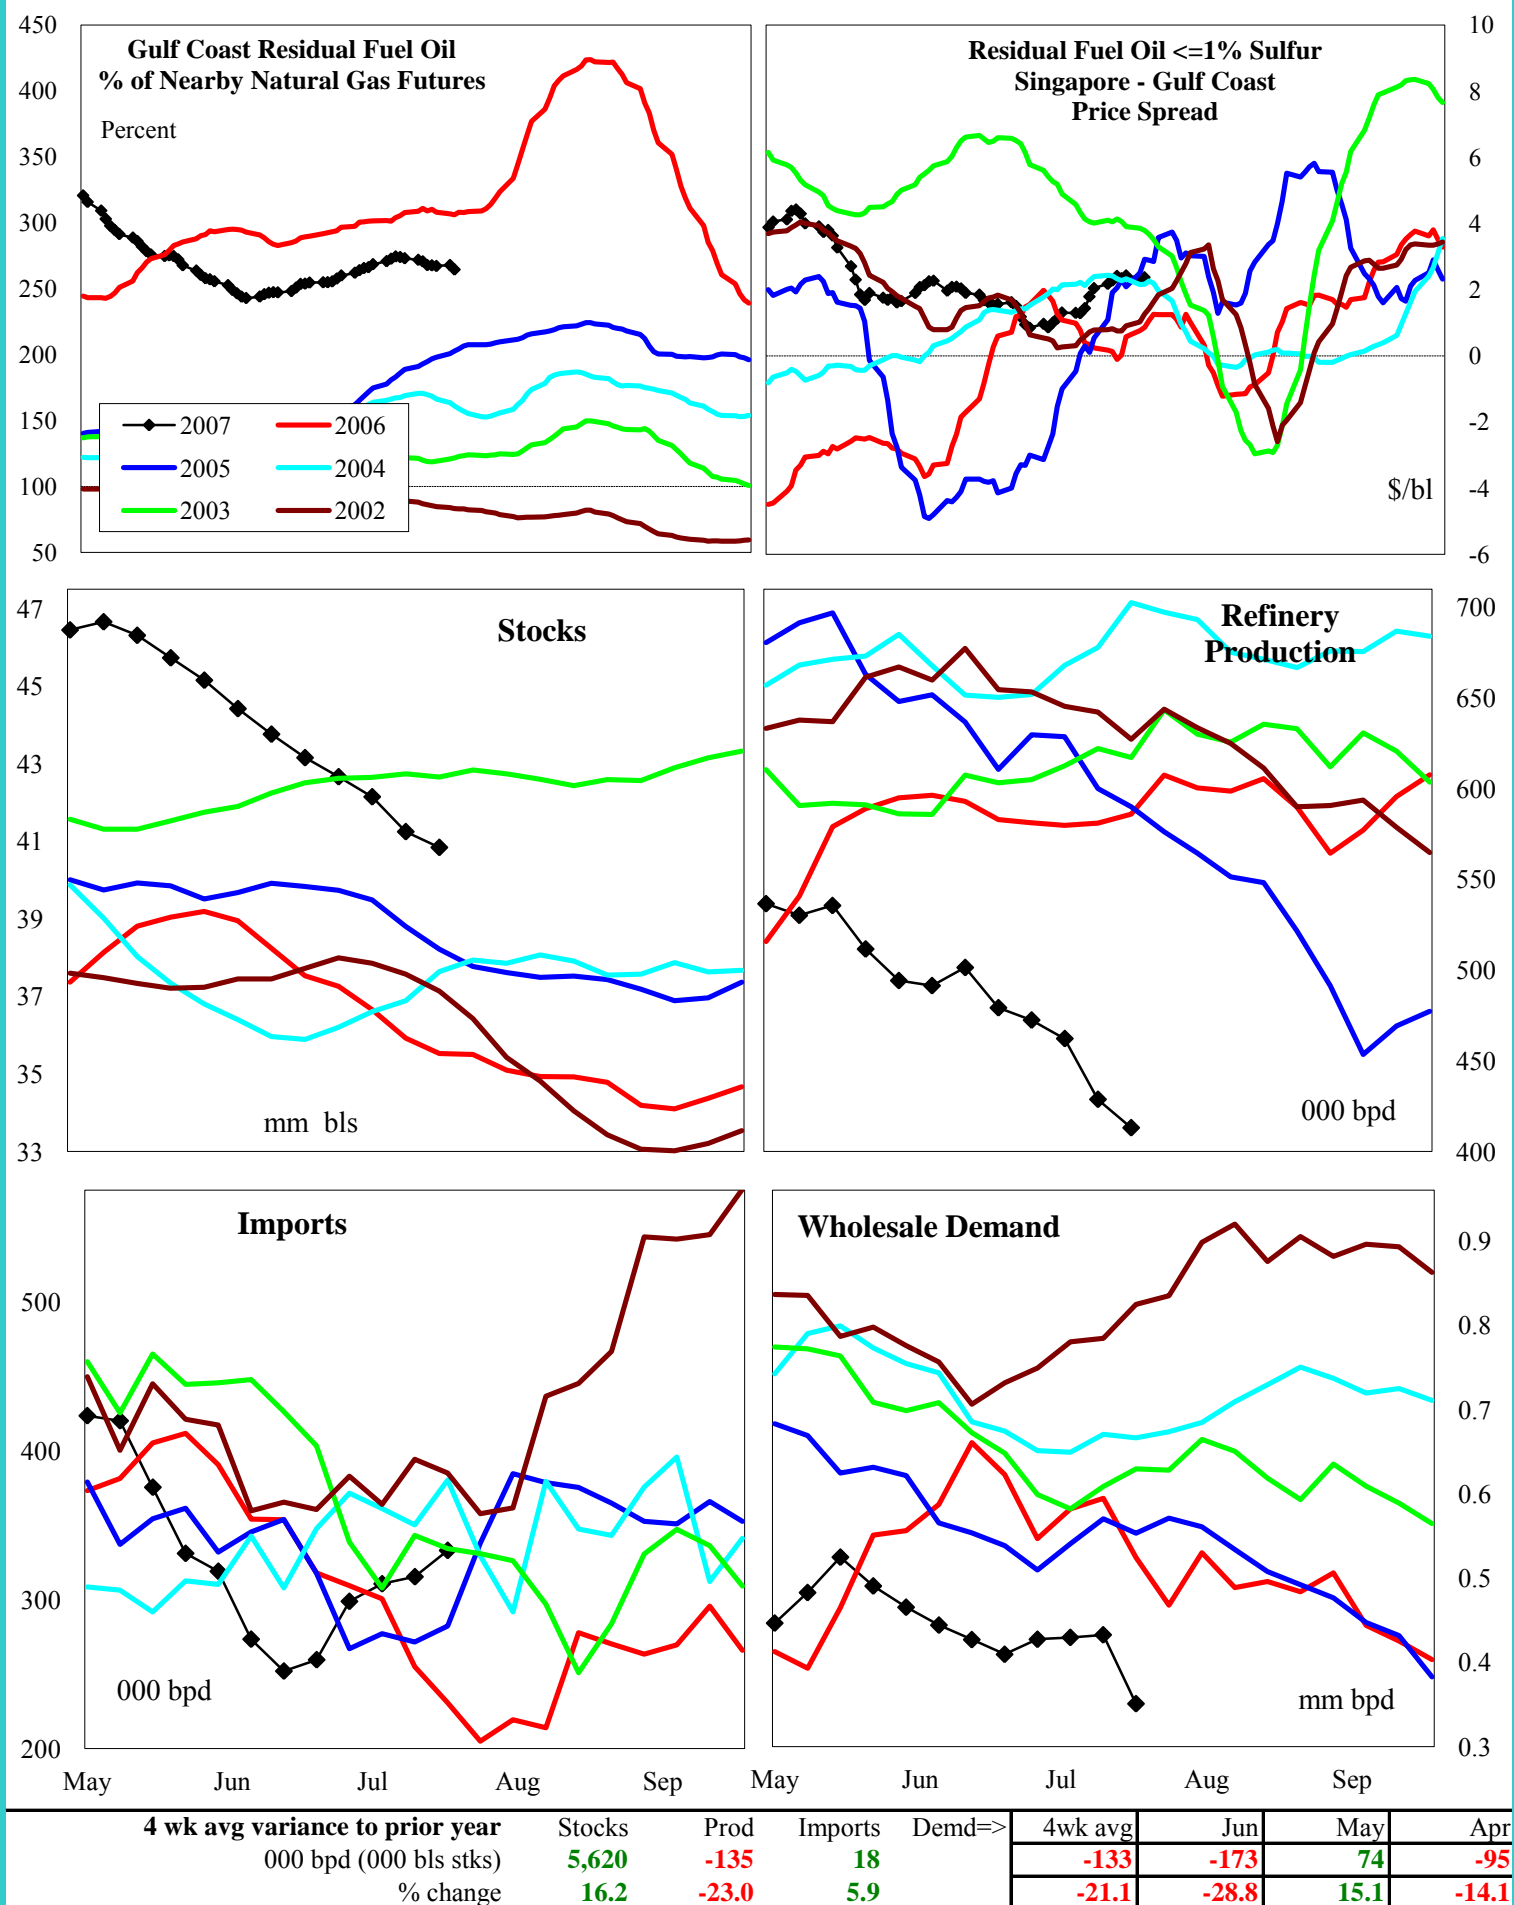 Gulf Coast Residual Fuel Oil
% of Nearby Natural Gas Futures
Percent
450
400
350
300
250
200
150
100
50
2007
2006
2005
2004
2003
2002
Residual Fuel Oil <=1% Sulfur
Singapore - Gulf Coast
Price Spread
10
8
6
4
2
0
-2
-4
-6
$/bl
Stocks
47
45
43
41
39
37
35
33
mm bls
Refinery
Production
700
650
600
550
500
450
400
000 bpd
Imports
500
400
300
200
000 bpd
May Jun Jul Aug Sep
Wholesale Demand
0.9
0.8
0.7
0.6
0.5
0.4
0.3
mm bpd
May Jun Jul Aug Sep
4 wk avg variance to prior year Stocks Prod Imports Demd=> 4wk avg Jun May Apr
000 bpd (000 bls stks) 5,620 -135 18 -133 -173 74 -95
% change 16.2 -23.0 5.9 -21.1 -28.8 15.1 -14.1